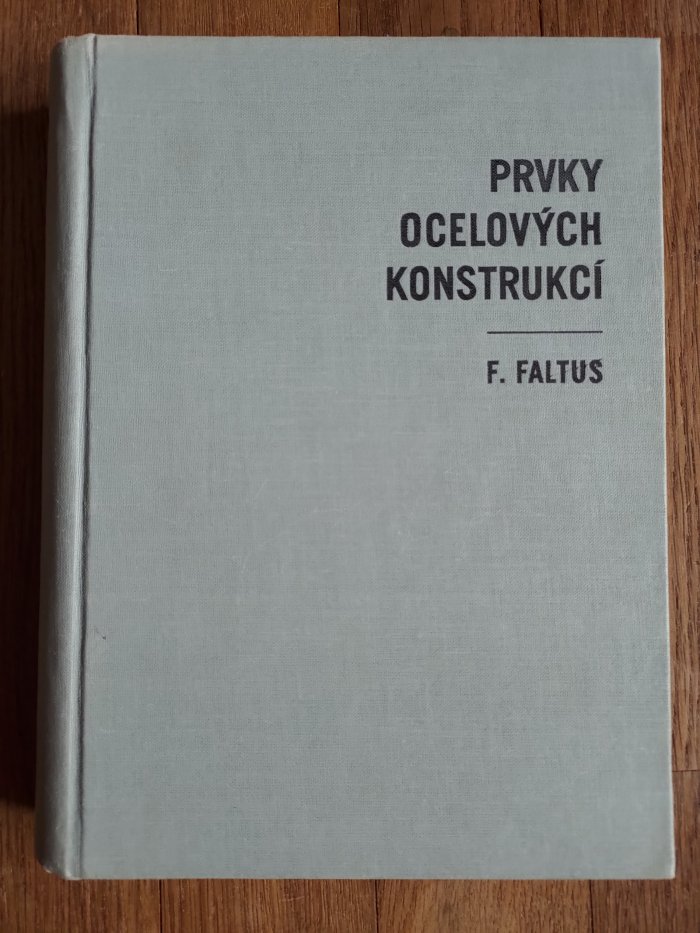 PRVKY
OCELOVÝCH
KONSTRUKCÍ
F. FALTUS